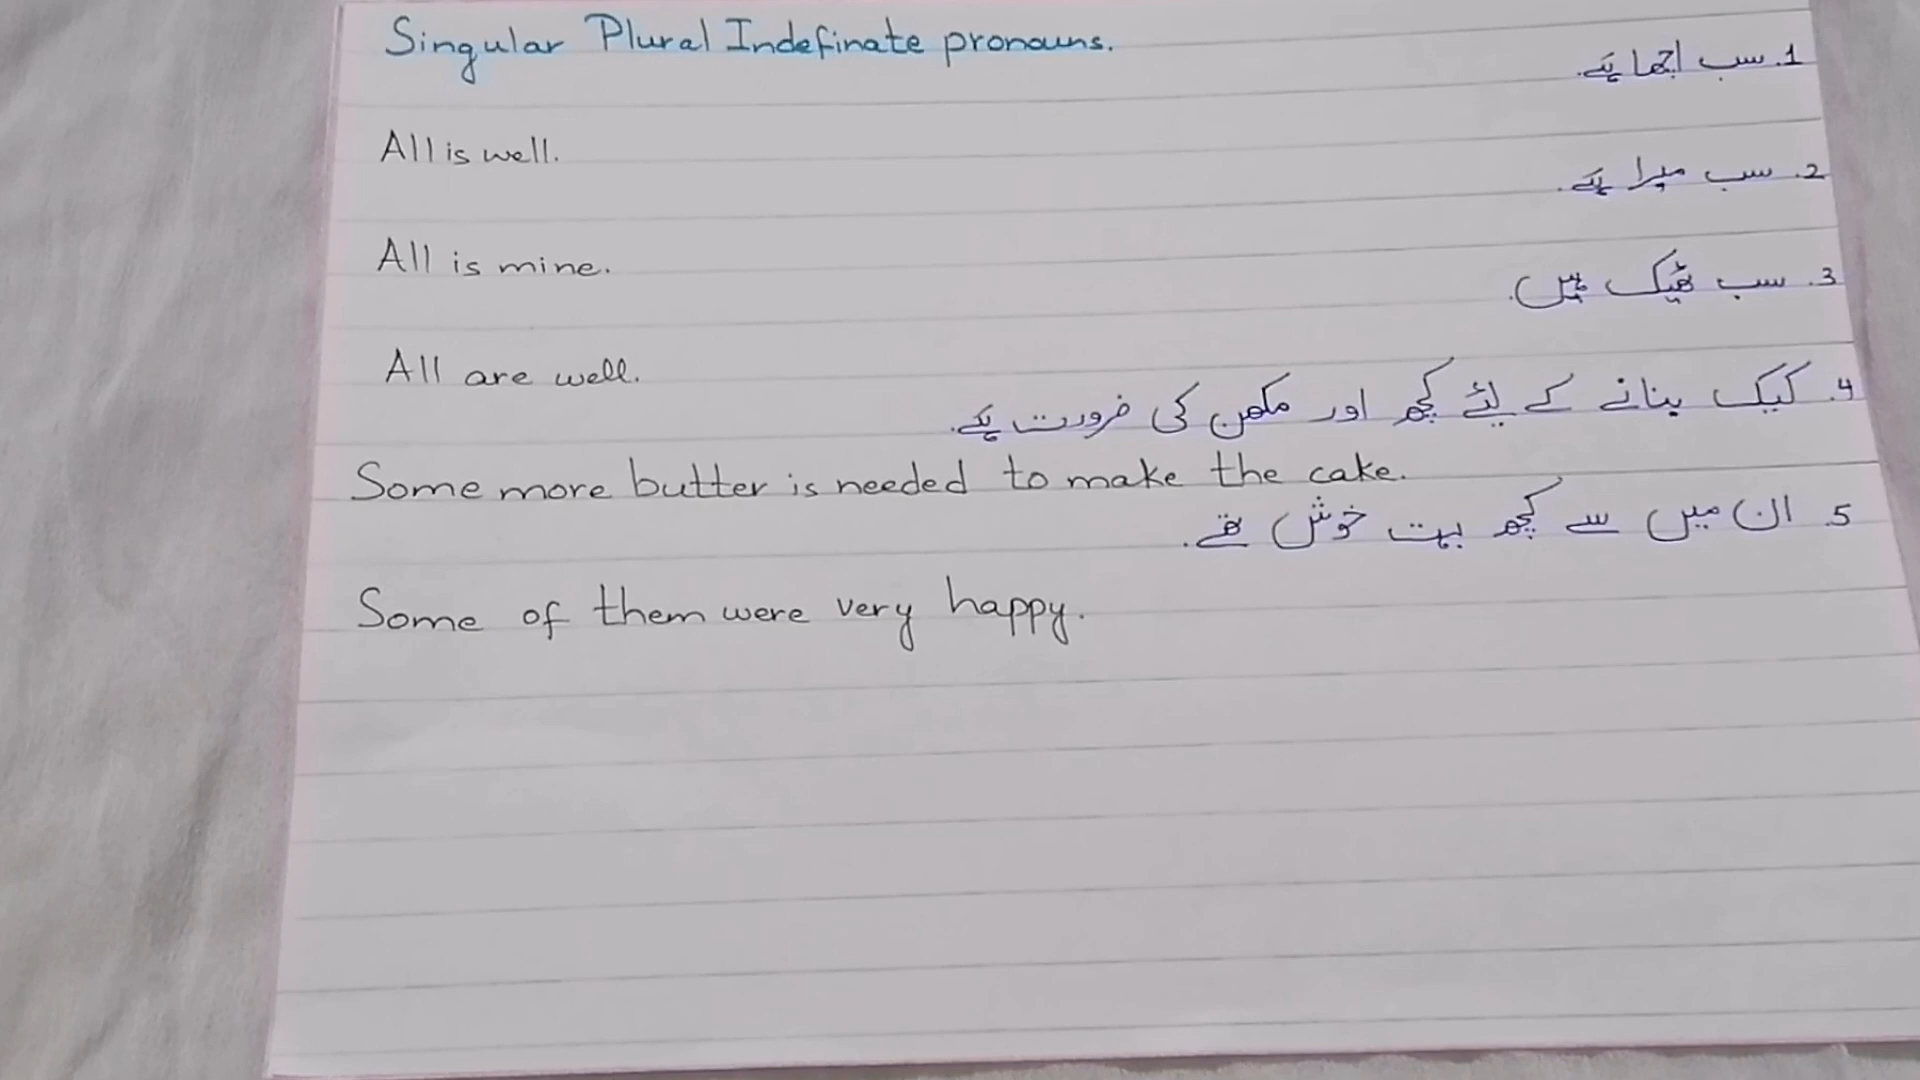 Singular Plural Indefinate pronouns.
1. سب اچھا ہے.
All is well.
2. سب میرا ہے.
All is mine.
3. سب ٹھیک ہیں.
All are well.
4. کیک بنانے کے لئے کچھ اور مکھن کی ضرورت ہے.
Some more butter is needed to make the cake.
5. ان میں سے کچھ بہت خوش تھے.
Some of them were very happy.